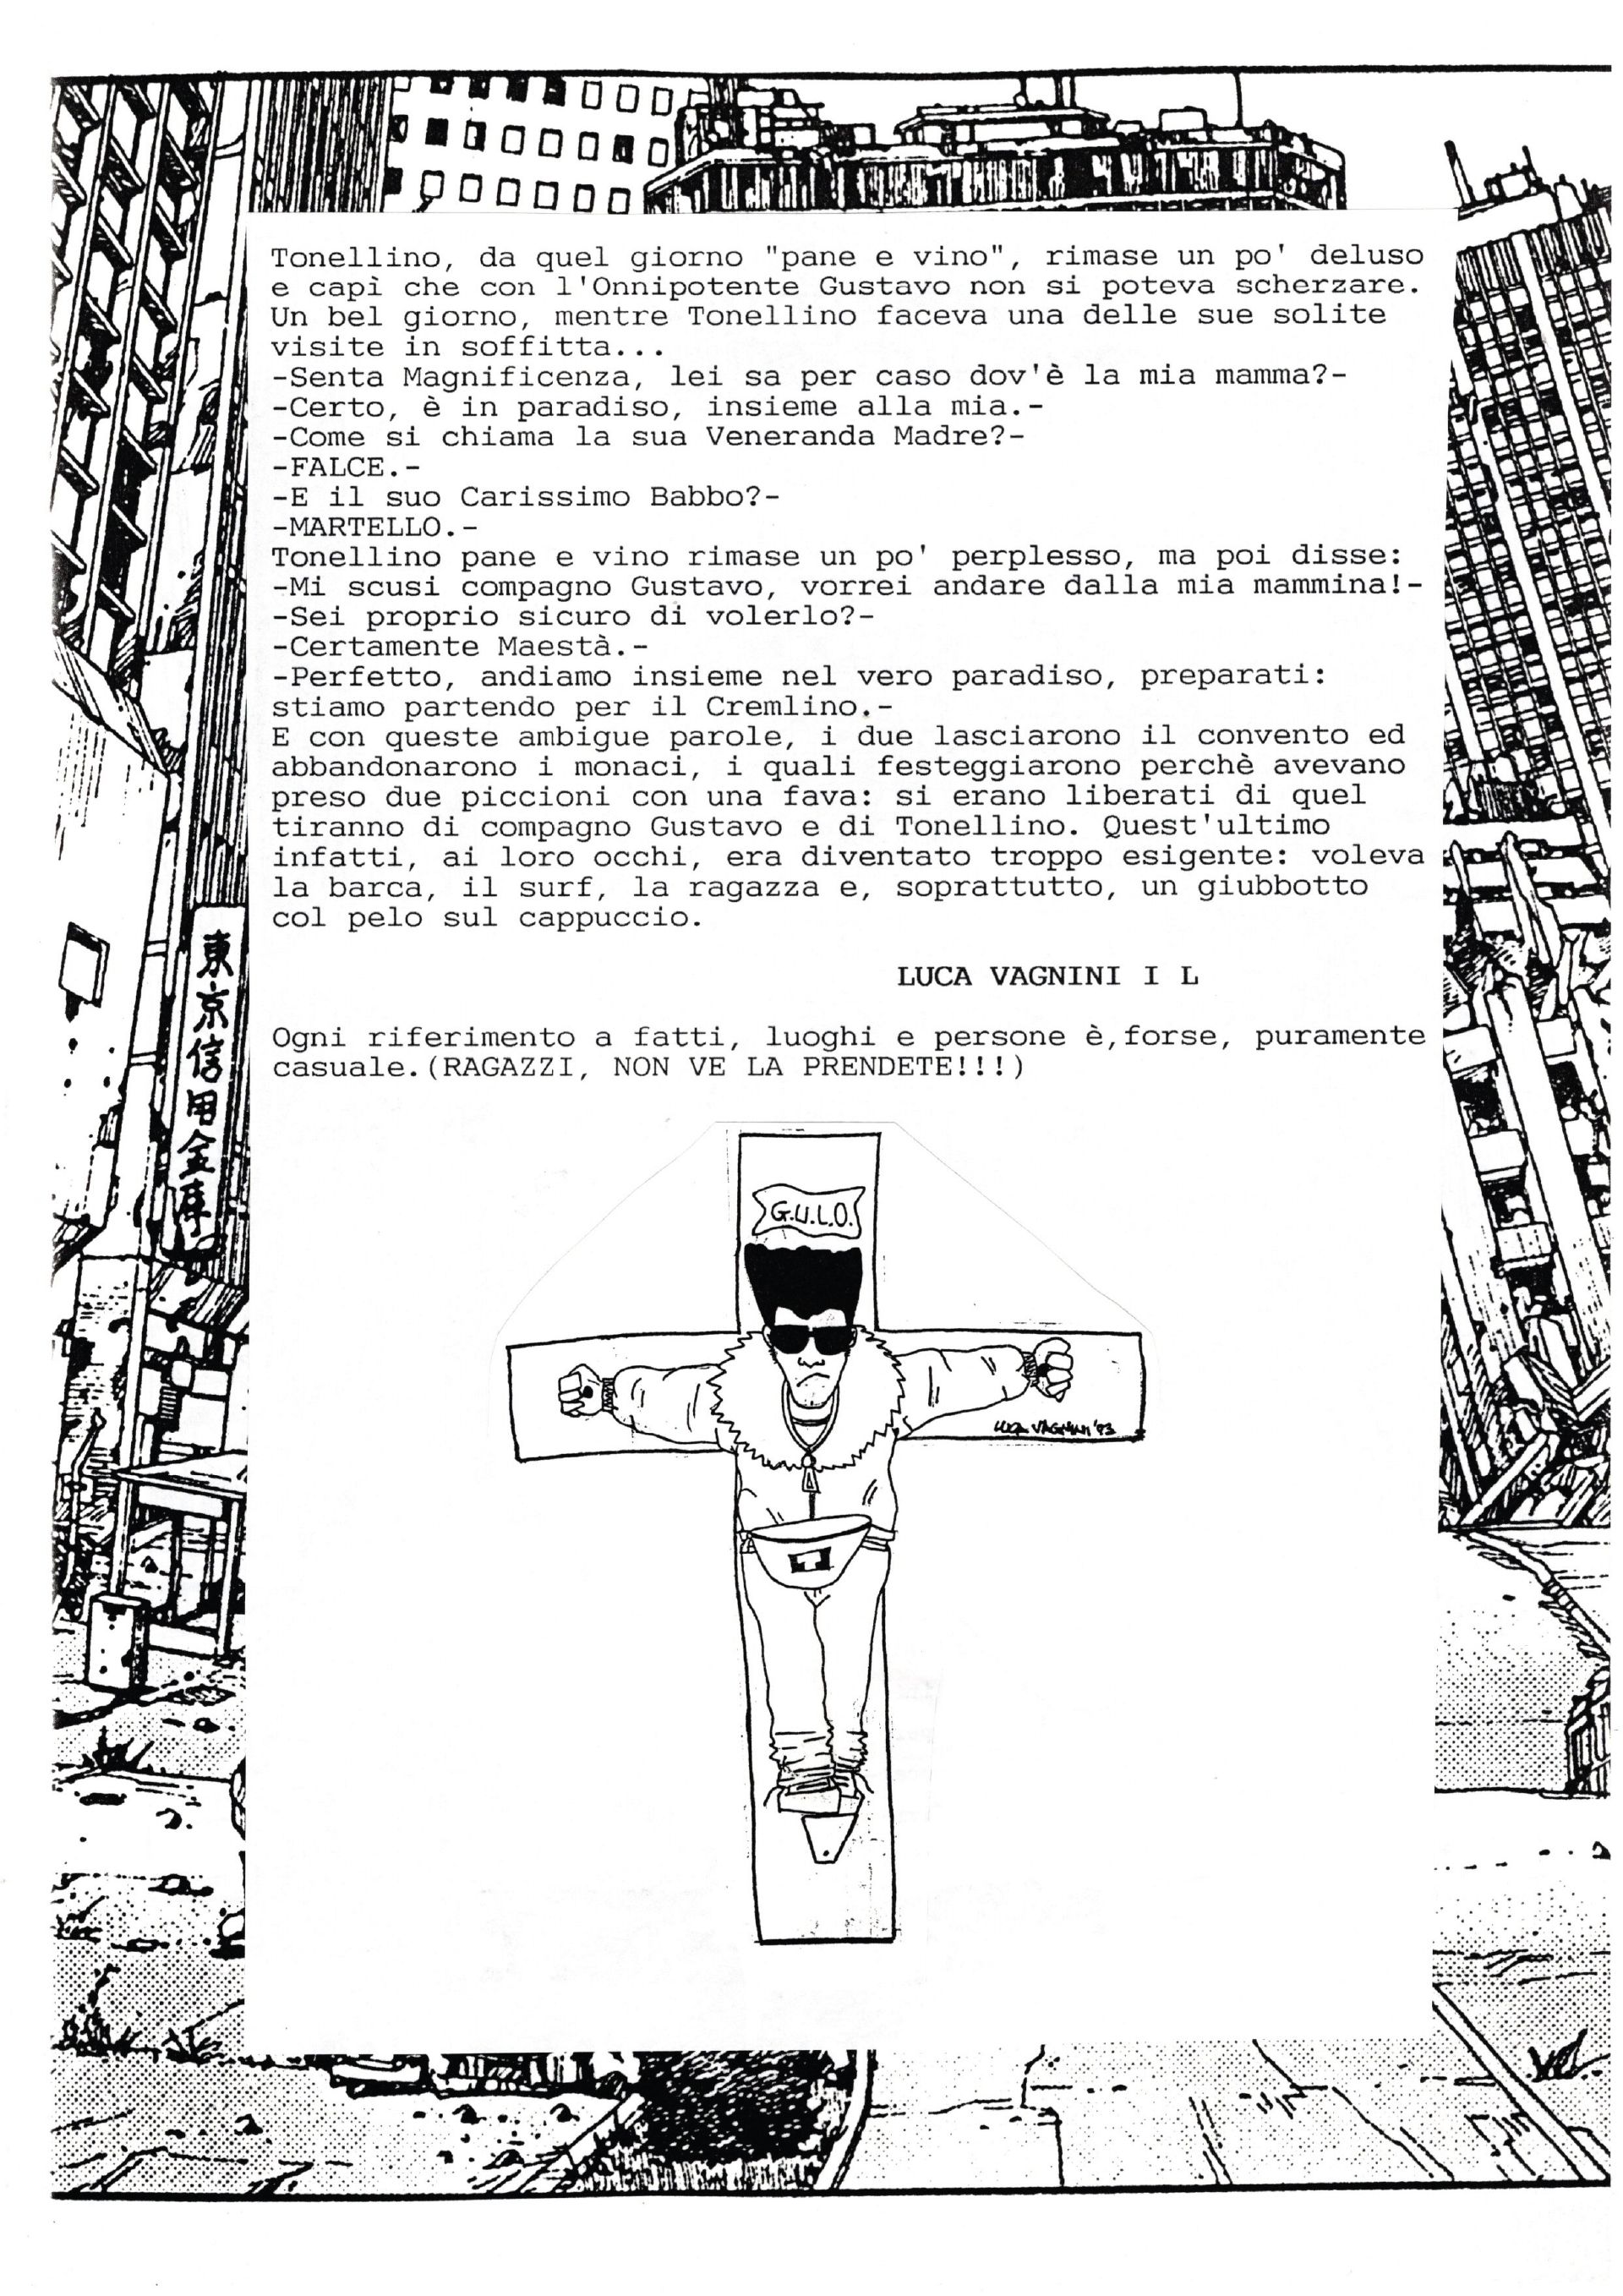 Tonellino, da quel giorno "pane e vino", rimase un po' deluso
e capì che con l'Onnipotente Gustavo non si poteva scherzare.
Un bel giorno, mentre Tonellino faceva una delle sue solite
visite in soffitta...
-Senta Magnificenza, lei sa per caso dov'è la mia mamma?-
-Certo, è in paradiso, insieme alla mia.-
-Come si chiama la sua Veneranda Madre?-
-FALCE.-
-E il suo Carissimo Babbo?-
-MARTELLO.-
Tonellino pane e vino rimase un po' perplesso, ma poi disse:
-Mi scusi compagno Gustavo, vorrei andare dalla mia mammina!-
-Sei proprio sicuro di volerlo?-
-Certamente Maestà.-
-Perfetto, andiamo insieme nel vero paradiso, preparati:
stiamo partendo per il Cremlino.-
E con queste ambigue parole, i due lasciarono il convento ed
abbandonarono i monaci, i quali festeggiarono perchè avevano
preso due piccioni con una fava: si erano liberati di quel
tiranno di compagno Gustavo e di Tonellino. Quest'ultimo
infatti, ai loro occhi, era diventato troppo esigente: voleva
la barca, il surf, la ragazza e, soprattutto, un giubbotto
col pelo sul cappuccio.
LUCA VAGNINI I L
Ogni riferimento a fatti, luoghi e persone è,forse, puramente
casuale.(RAGAZZI, NON VE LA PRENDETE!!!)
東京信用金庫
G.U.L.O.
LUCA VAGNINI '93